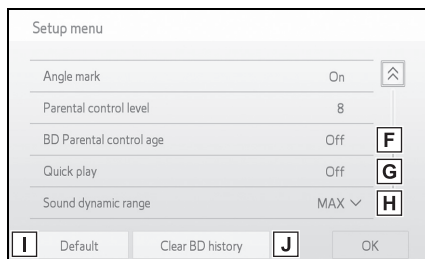 Setup menu
Angle mark On
Parental control level 8
BD Parental control age Off F
Quick play Off G
Sound dynamic range MAX H
I Default Clear BD history J OK